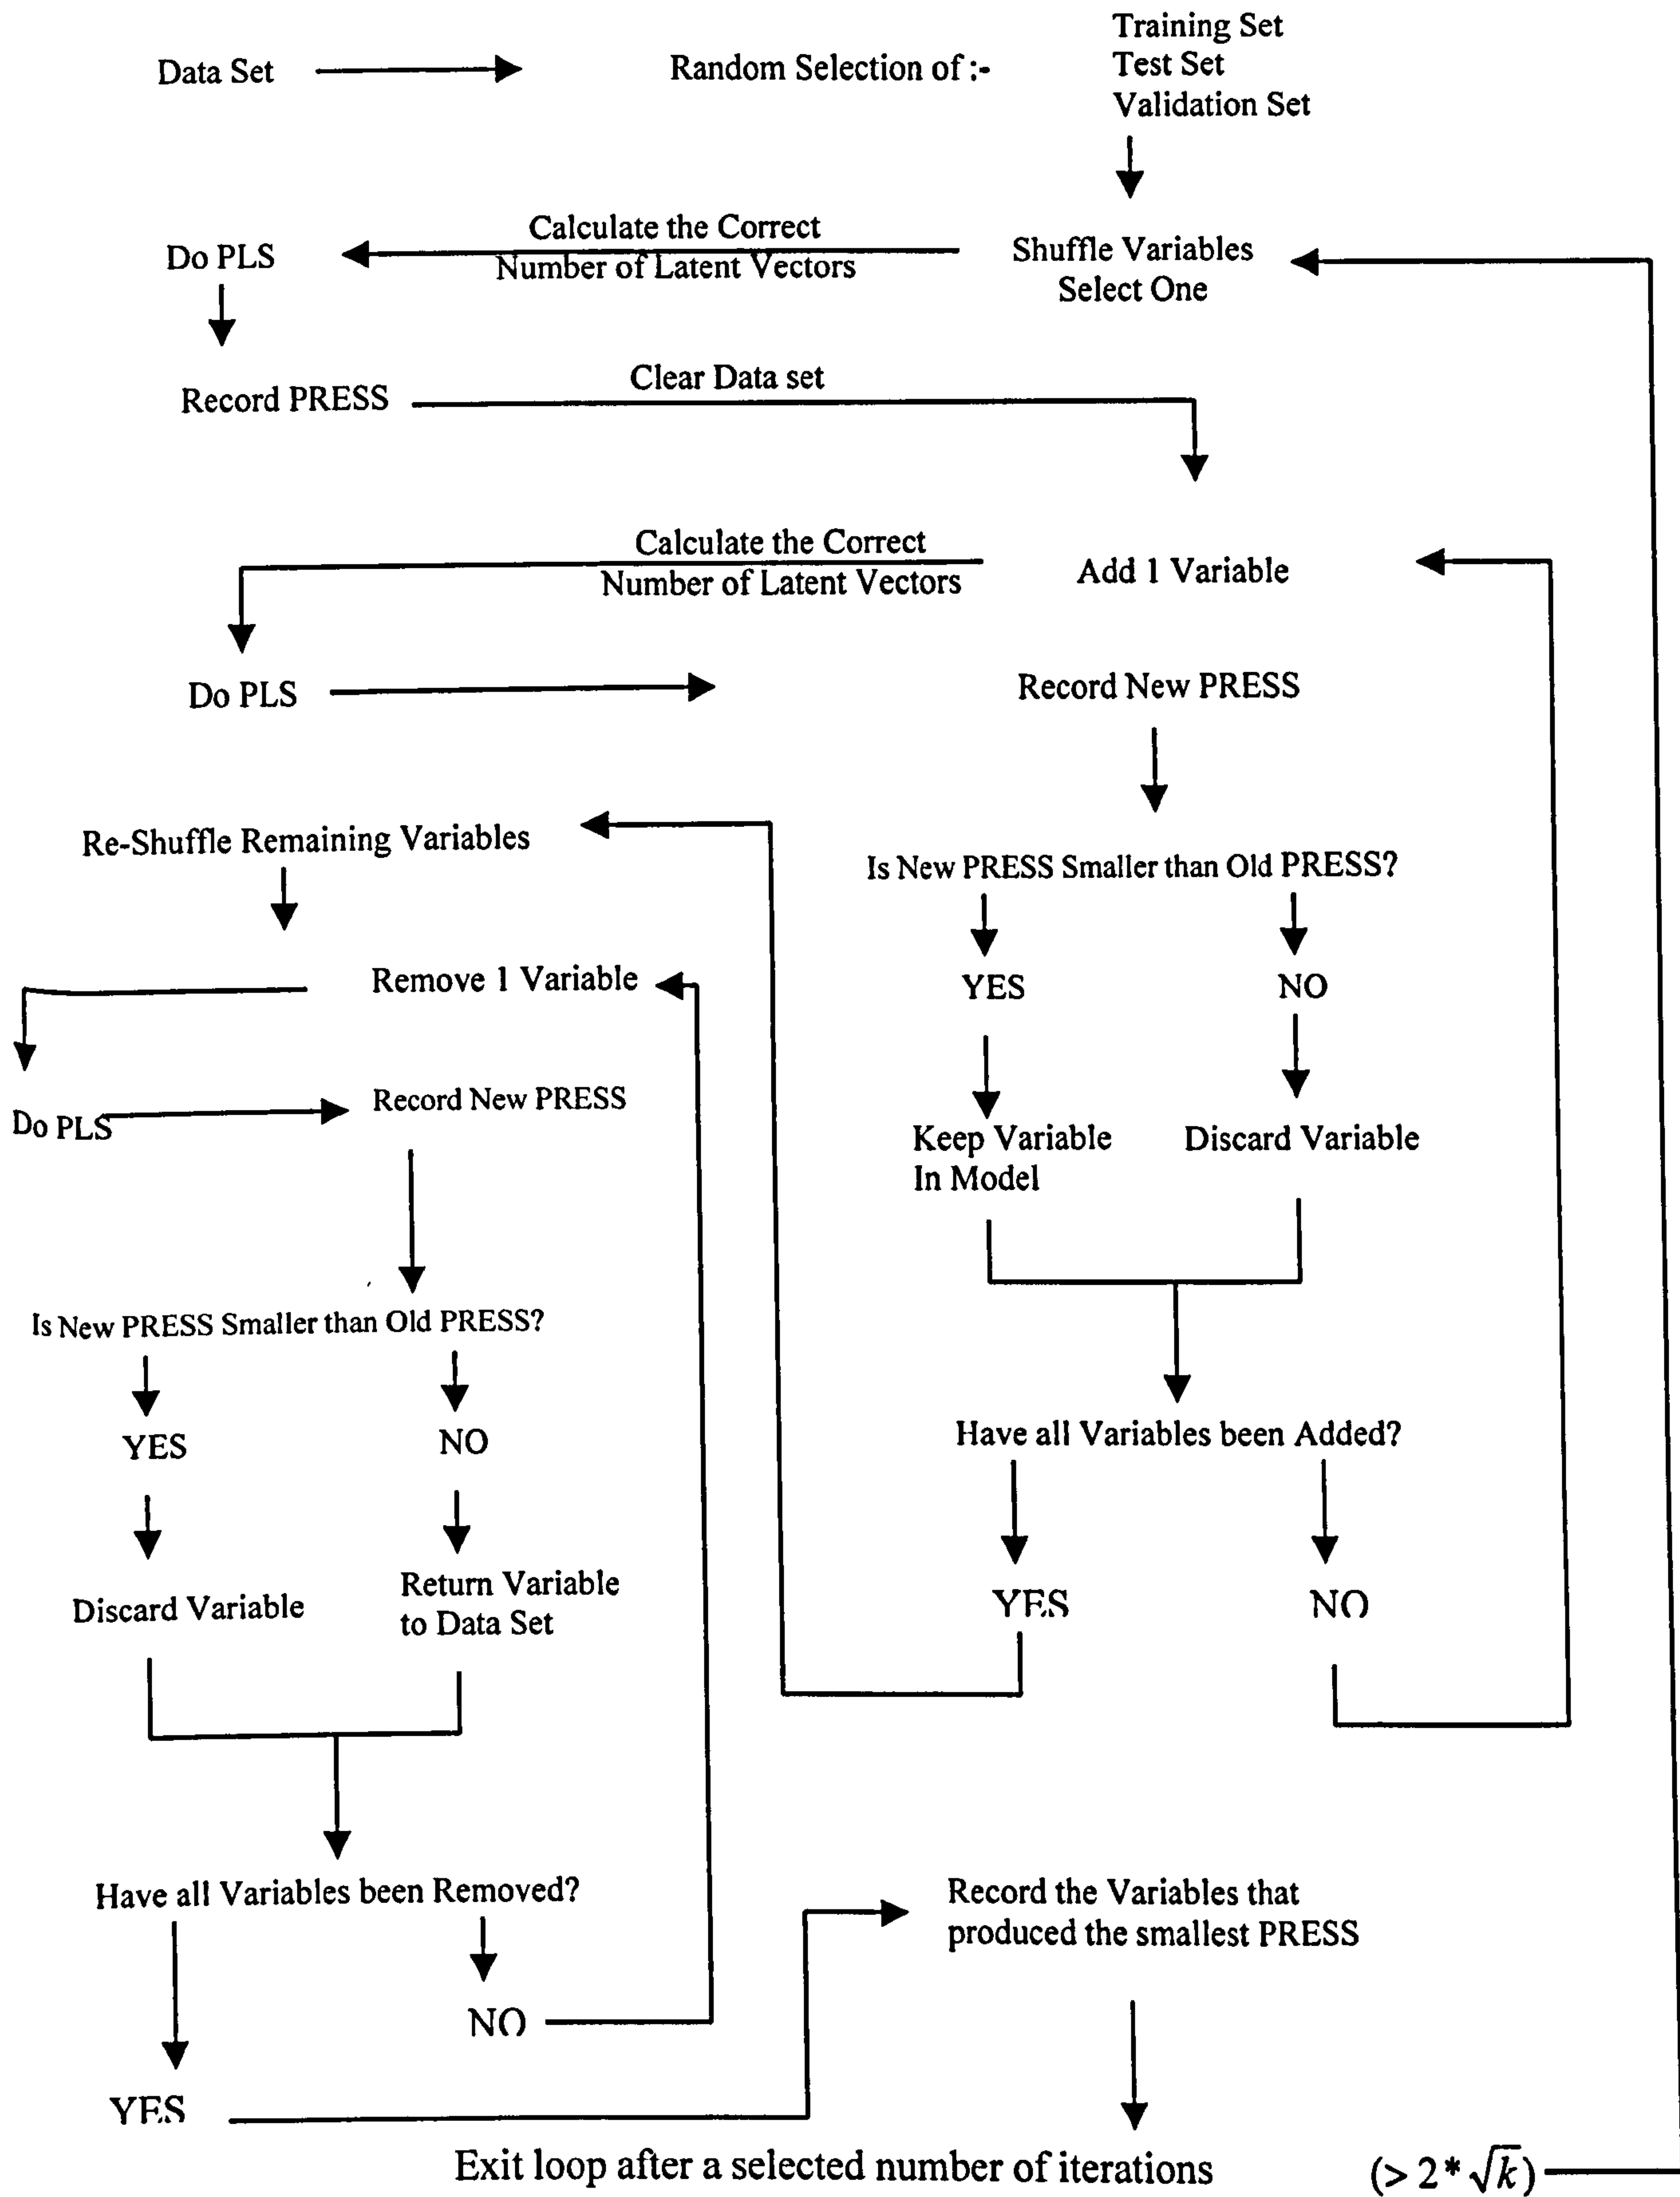 Data Set
Random Selection of :-
Training Set
Test Set
Validation Set
Do PLS
Calculate the Correct
Number of Latent Vectors
Shuffle Variables
Select One
Record PRESS
Clear Data set
Calculate the Correct
Number of Latent Vectors
Add 1 Variable
Do PLS
Record New PRESS
Re-Shuffle Remaining Variables
Is New PRESS Smaller than Old PRESS?
Remove 1 Variable
YES
NO
Do PLS
Record New PRESS
Keep Variable
In Model
Discard Variable
Is New PRESS Smaller than Old PRESS?
YES
NO
Have all Variables been Added?
Discard Variable
Return Variable
to Data Set
YES
NO
Have all Variables been Removed?
Record the Variables that
produced the smallest PRESS
NO
YES
Exit loop after a selected number of iterations (> 2 * √k)